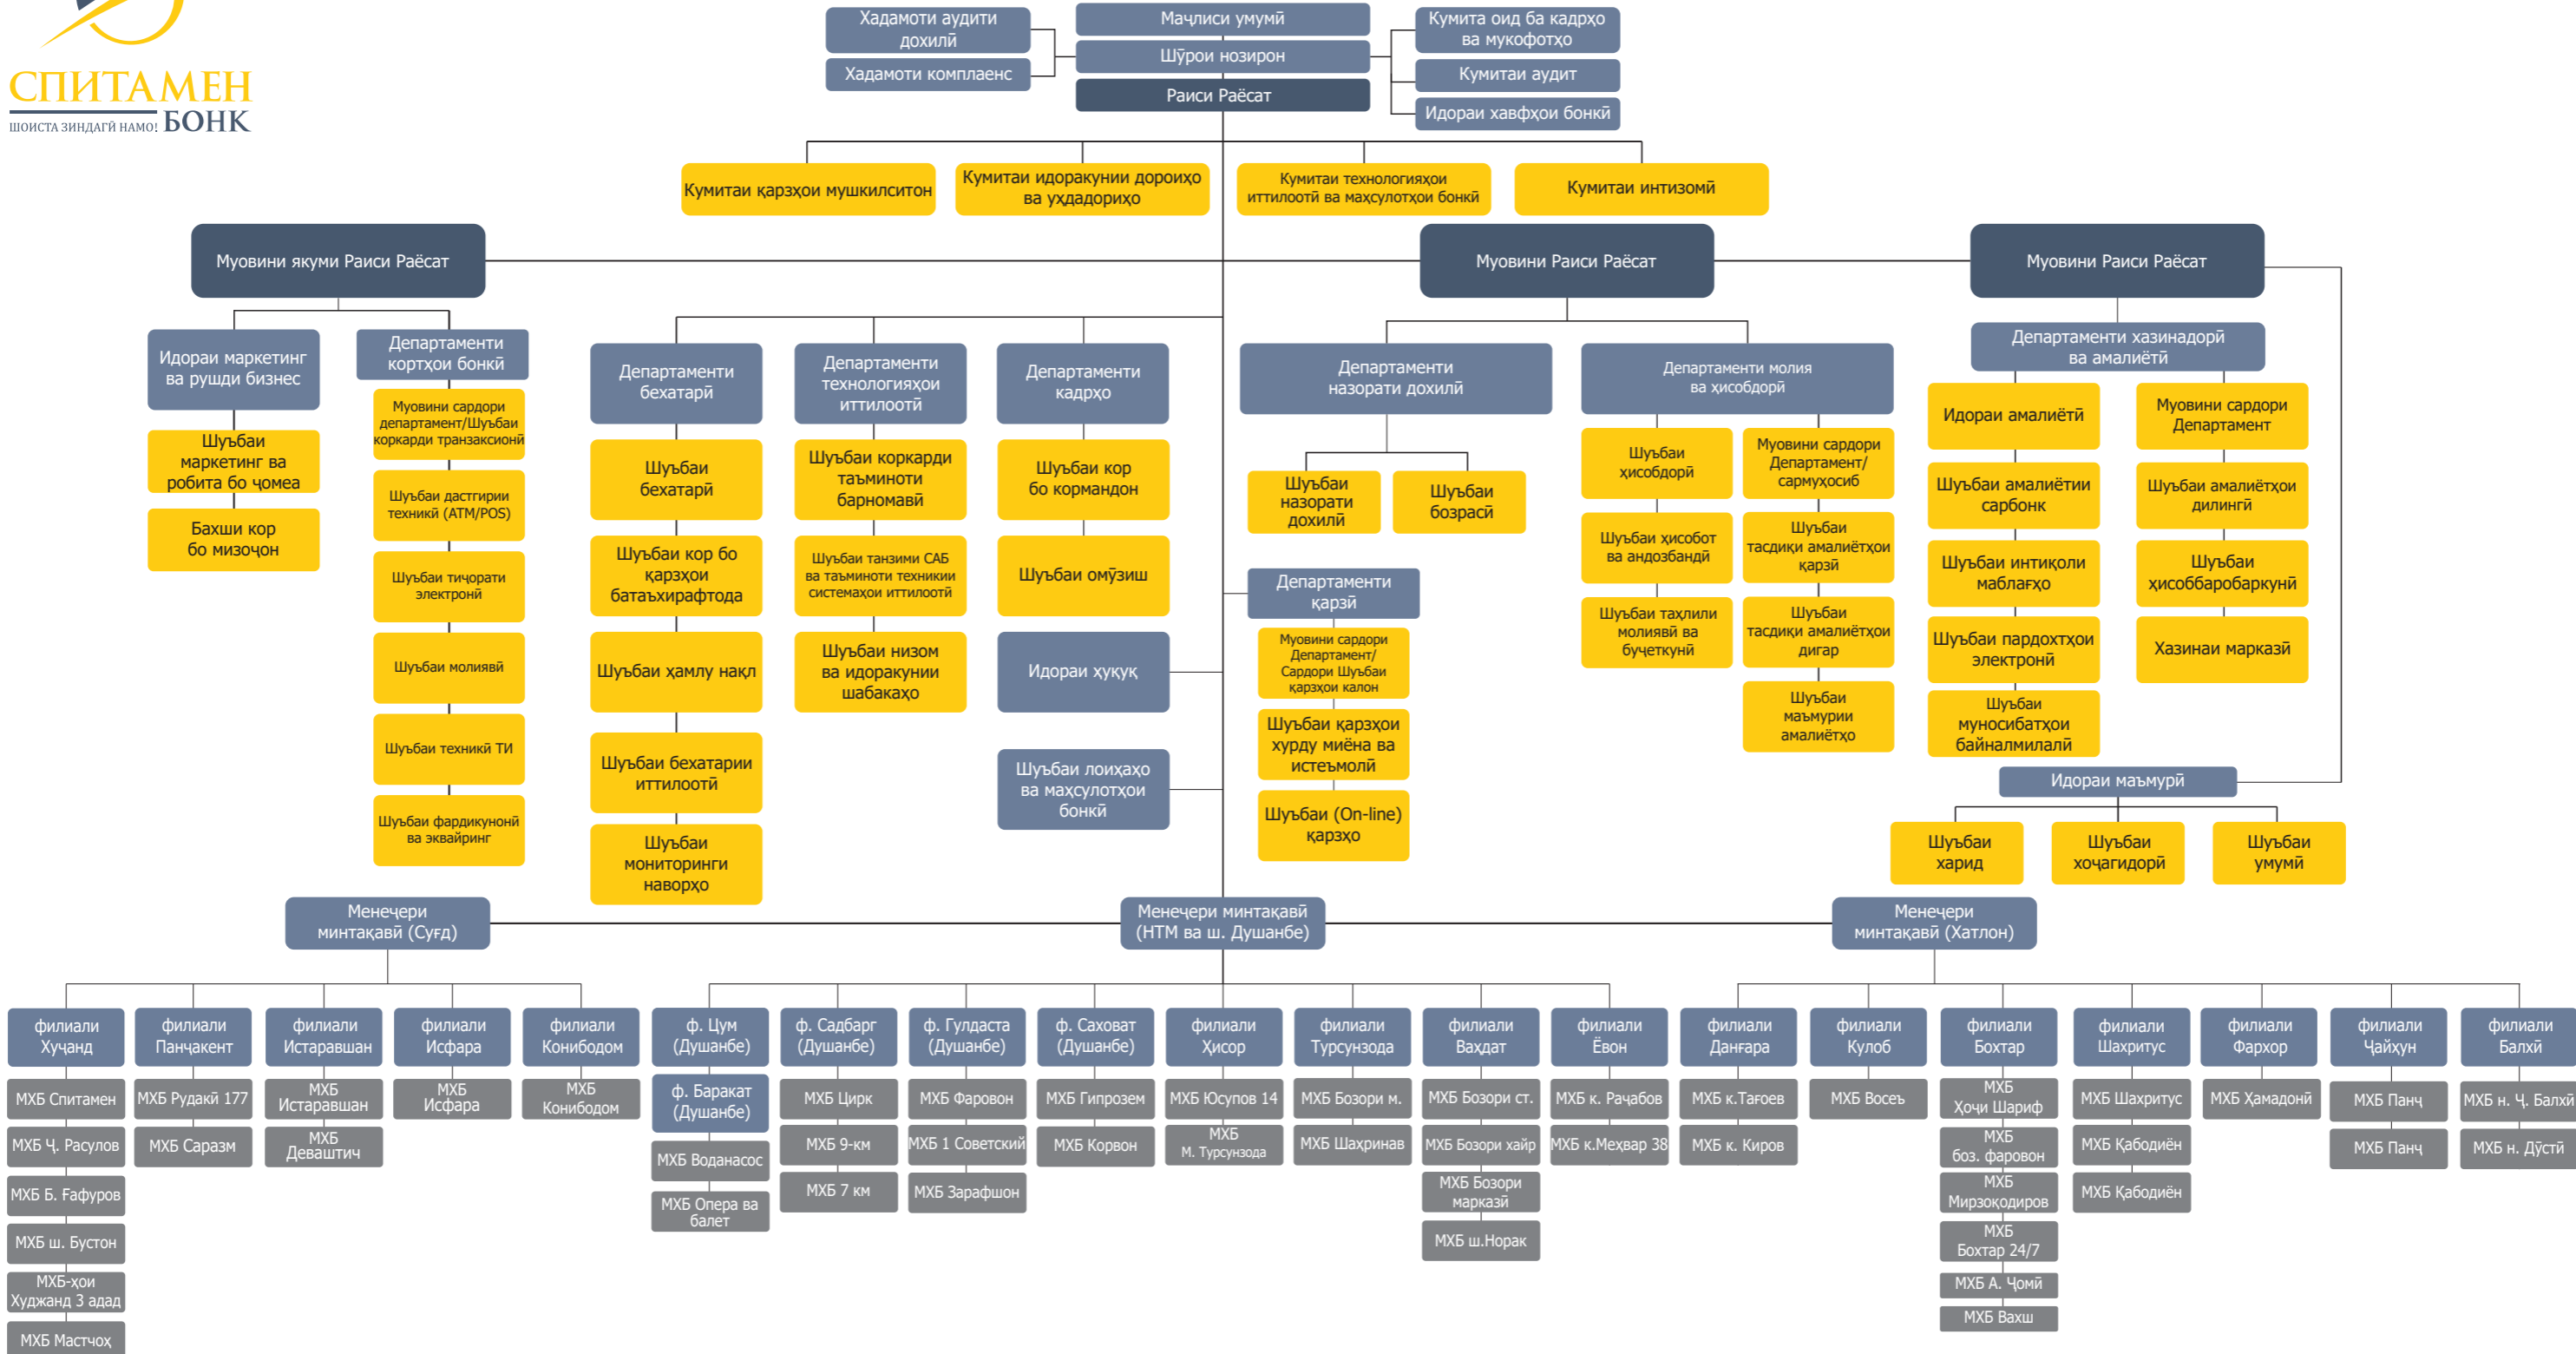 СПИТАМЕН
ШОИСТА ЗИНДАГӢ НАМО! БОНК
Хадамоти аудити
дохилӣ
Хадамоти комплаенс
Маҷлиси умумӣ
Шӯрои нозирон
Раиси Раёсат
Кумита оид ба кадрҳо
ва мукофотҳо
Кумитаи аудит
Идораи хавфҳои бонкӣ
Кумитаи қарзҳои мушкилситон
Кумитаи идоракунии дороиҳо
ва уҳдадориҳо
Кумитаи технологияҳои
иттилоотӣ ва маҳсулотҳои бонкӣ
Кумитаи интизомӣ
Муовини якуми Раиси Раёсат
Муовини Раиси Раёсат
Муовини Раиси Раёсат
Идораи маркетинг
ва рушди бизнес
Шуъбаи
маркетинг ва
робита бо ҷомеа
Бахши кор
бо мизоҷон
Департаменти
кортҳои бонкӣ
Муовини сардори
департамент/Шуъбаи
коркарди транзаксионӣ
Шуъбаи дастгирии
техникӣ (ATM/POS)
Шуъбаи тиҷорати
электронӣ
Шуъбаи молиявӣ
Шуъбаи техникӣ ТИ
Шуъбаи фардикунонӣ
ва эквайринг
Департаменти
бехатарӣ
Шуъбаи
бехатарӣ
Шуъбаи кор бо
қарзҳои
батаъхирафтода
Шуъбаи ҳамлу нақл
Шуъбаи бехатарии
иттилоотӣ
Шуъбаи
мониторинги
наворҳо
Департаменти
технологияҳои
иттилоотӣ
Шуъбаи коркарди
таъминоти
барномавӣ
Шуъбаи танзими САБ
ва таъминоти техникии
системаҳои иттилоотӣ
Шуъбаи низом
ва идоракунии
шабакаҳо
Департаменти
кадрҳо
Шуъбаи кор
бо кормандон
Шуъбаи омӯзиш
Идораи ҳуқуқ
Шуъбаи лоиҳаҳо
ва маҳсулотҳои
бонкӣ
Департаменти
назорати дохилӣ
Шуъбаи
назорати
дохилӣ
Шуъбаи
бозрасӣ
Департаменти
қарзӣ
Муовини сардори
Департамент/
Сардори Шуъбаи
қарзҳои калон
Шуъбаи қарзҳои
хурду миёна ва
истеъмолӣ
Шуъбаи (On-line)
қарзҳо
Департаменти молия
ва ҳисобдорӣ
Шуъбаи
ҳисобдорӣ
Шуъбаи ҳисобот
ва андозбандӣ
Шуъбаи таҳлили
молиявӣ ва
буҷеткунӣ
Муовини сардори
Департамент/
сармуҳосиб
Шуъбаи
тасдиқи амалиётҳои
қарзӣ
Шуъбаи
тасдиқи амалиётҳои
дигар
Шуъбаи
маъмурии
амалиётҳо
Департаменти хазинадорӣ
ва амалиётӣ
Идораи амалиётӣ
Шуъбаи амалиётии
сарбонк
Шуъбаи интиқоли
маблағҳо
Шуъбаи пардохтҳои
электронӣ
Шуъбаи
муносибатҳои
байналмилалӣ
Муовини сардори
Департамент
Шуъбаи амалиётҳои
дилингӣ
Шуъбаи
ҳисоббаробаркунӣ
Хазинаи марказӣ
Идораи маъмурӣ
Шуъбаи
харид
Шуъбаи
хоҷагидорӣ
Шуъбаи
умумӣ
Менеҷери
минтақавӣ (Суғд)
Менеҷери минтақавӣ
(НТМ ва ш. Душанбе)
Менеҷери
минтақавӣ (Хатлон)
филиали
Хуҷанд
МХБ Спитамен
МХБ Ҷ. Расулов
МХБ Б. Ғафуров
МХБ ш. Бустон
МХБ-ҳои
Худжанд 3 адад
МХБ Мастчоҳ
филиали
Панҷакент
МХБ Рудакӣ 177
МХБ Саразм
филиали
Истаравшан
МХБ
Истаравшан
МХБ
Деваштич
филиали
Исфара
МХБ
Исфара
филиали
Конибодом
МХБ
Конибодом
ф. Цум
(Душанбе)
ф. Баракат
(Душанбе)
МХБ Воданасос
МХБ Опера ва
балет
ф. Садбарг
(Душанбе)
МХБ Цирк
МХБ 9-км
МХБ 7 км
ф. Гулдаста
(Душанбе)
МХБ Фаровон
МХБ 1 Советский
МХБ Зарафшон
ф. Саховат
(Душанбе)
МХБ Гипрозем
МХБ Корвон
филиали
Ҳисор
МХБ Юсупов 14
МХБ
М. Турсунзода
филиали
Турсунзода
МХБ Бозори м.
МХБ Шаҳринав
филиали
Ваҳдат
МХБ Бозори ст.
МХБ Бозори хайр
МХБ Бозори
марказӣ
МХБ ш.Норак
филиали
Ёвон
МХБ к. Раҷабов
МХБ к.Меҳвар 38
филиали
Данғара
МХБ к.Тағоев
МХБ к. Киров
филиали
Кулоб
МХБ Восеъ
филиали
Бохтар
МХБ
Ҳоҷи Шариф
МХБ
боз. фаровон
МХБ
Мирзоқодиров
МХБ
Бохтар 24/7
МХБ А. Ҷомӣ
МХБ Вахш
филиали
Шахритус
МХБ Шахритус
МХБ Қабодиён
МХБ Қабодиён
филиали
Фархор
МХБ Ҳамадонӣ
филиали
Ҷайҳун
МХБ Панҷ
МХБ Панҷ
филиали
Балхӣ
МХБ н. Ҷ. Балхӣ
МХБ н. Дӯстӣ